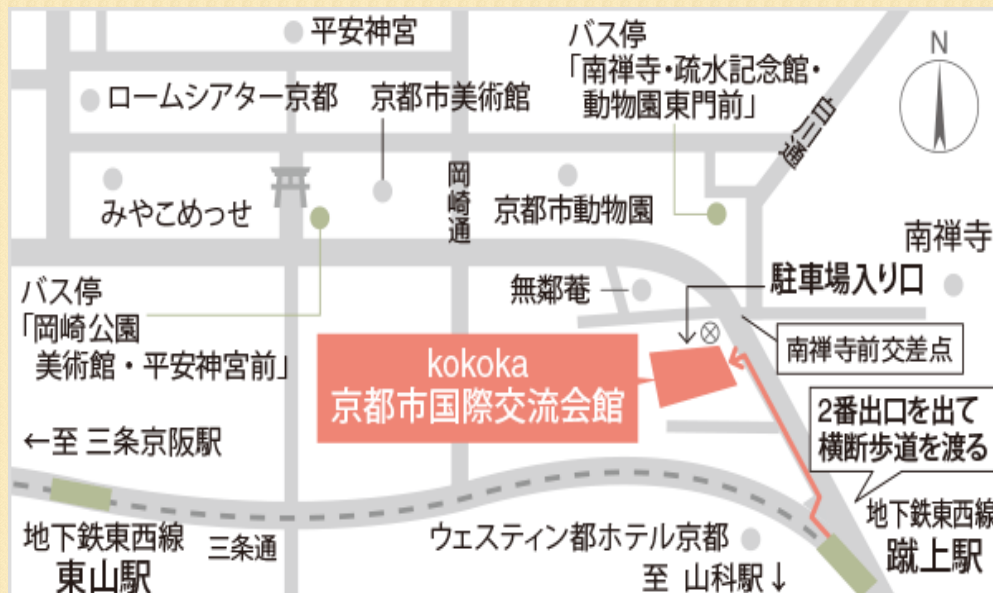 平安神宮
バス停
「南禅寺・疏水記念館・
動物園東門前」
N
ロームシアター京都
京都市美術館
白川通
岡崎通
みやこめっせ
京都市動物園
南禅寺
バス停
「岡崎公園
美術館・平安神宮前」
無鄰菴
駐車場入り口
南禅寺前交差点
kokoka
京都市国際交流会館
2番出口を出て
横断歩道を渡る
←至 三条京阪駅
地下鉄東西線
東山駅
三条通
ウェスティン都ホテル京都
至 山科駅↓
地下鉄東西線
蹴上駅